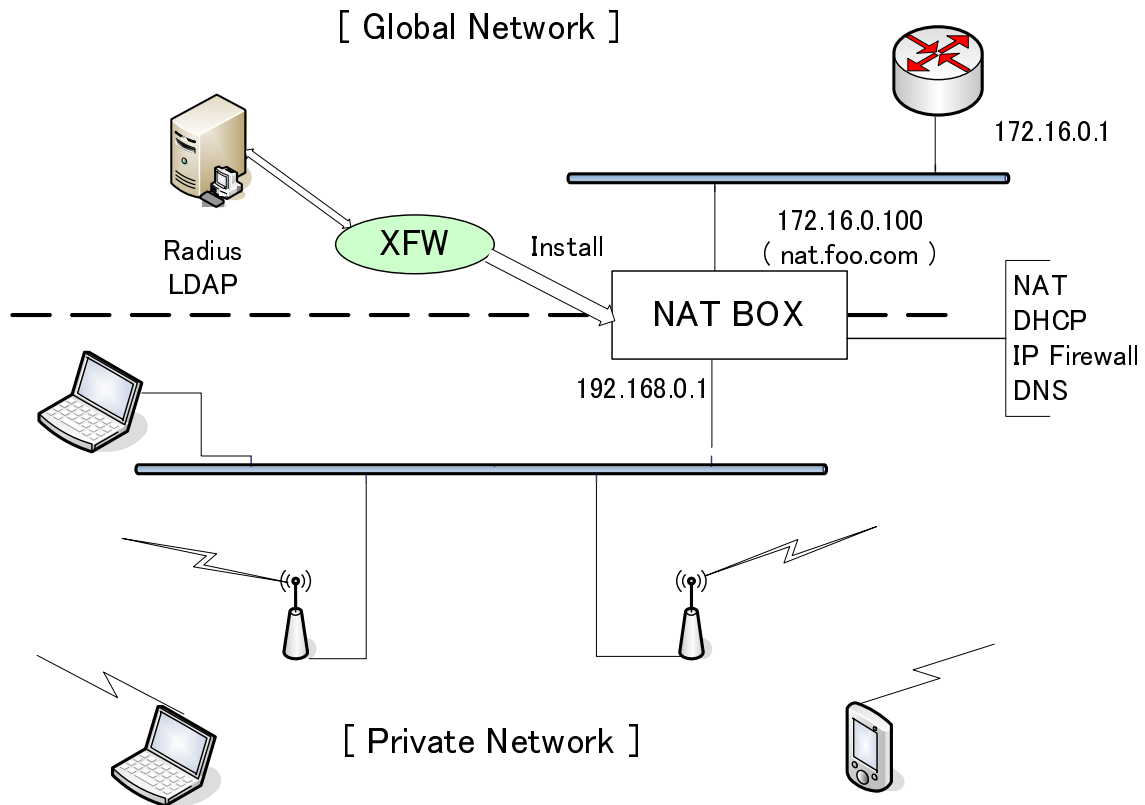 [ Global Network ]
172.16.0.1
172.16.0.100
( nat.foo.com )
Radius
LDAP
XFW
Install
NAT BOX
NAT
DHCP
IP Firewall
DNS
192.168.0.1
[ Private Network ]